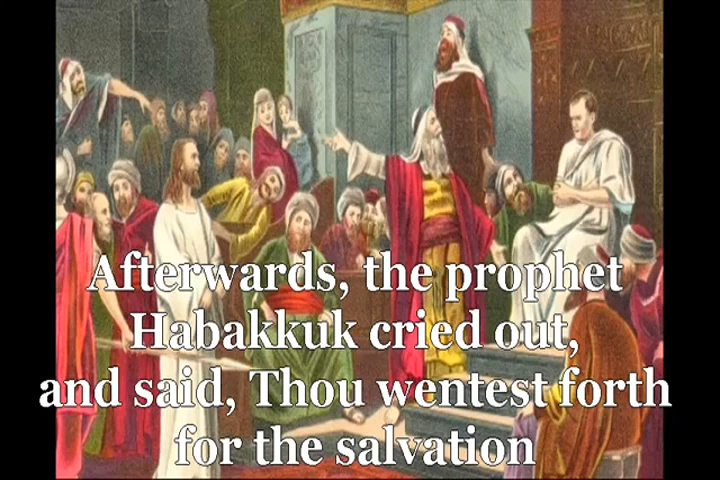 Afterwards, the prophet
Habakkuk cried out,
and said, Thou wentest forth
for the salvation